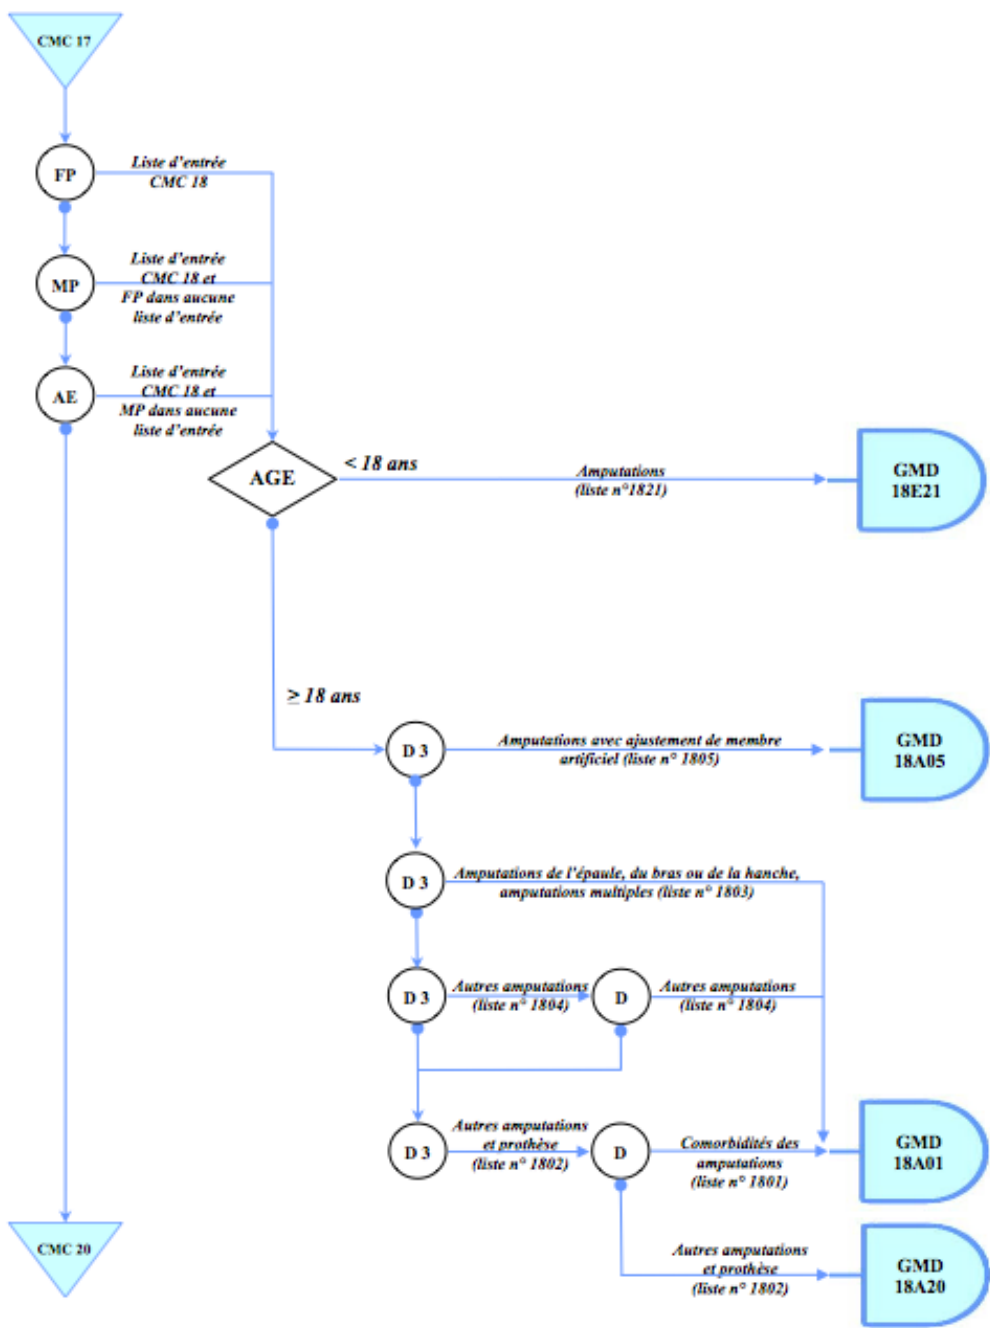 CMC 17
FP
Liste d'entrée
CMC 18
MP
Liste d'entrée
CMC 18 et
FP dans aucune
liste d'entrée
AE
Liste d'entrée
CMC 18 et
MP dans aucune
liste d'entrée
AGE
< 18 ans
Amputations
(liste n°1821)
GMD
18E21
≥ 18 ans
D 3
Amputations avec ajustement de membre
artificiel (liste n° 1805)
GMD
18A05
D 3
Amputations de l'épaule, du bras ou de la hanche,
amputations multiples (liste n° 1803)
D 3
Autres amputations
(liste n° 1804)
D
Autres amputations
(liste n° 1804)
D 3
Autres amputations
et prothèse
(liste n° 1802)
D
Comorbidités des
amputations
(liste n° 1801)
GMD
18A01
CMC 20
Autres amputations
et prothèse
(liste n° 1802)
GMD
18A20